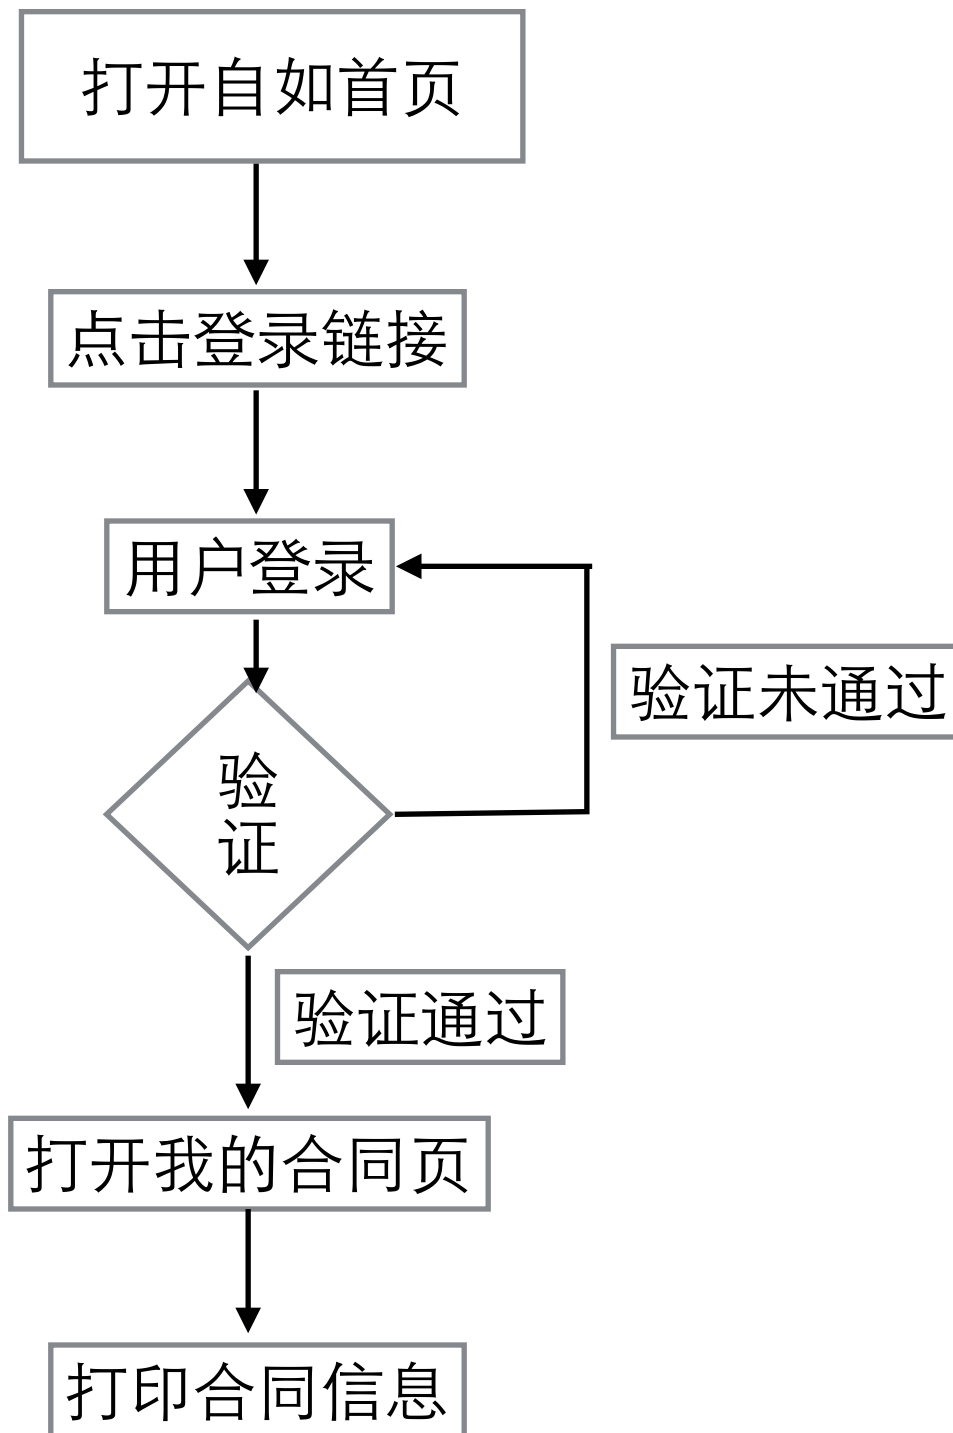 打开自如首页
点击登录链接
用户登录
验证未通过
验
证
验证通过
打开我的合同页
打印合同信息